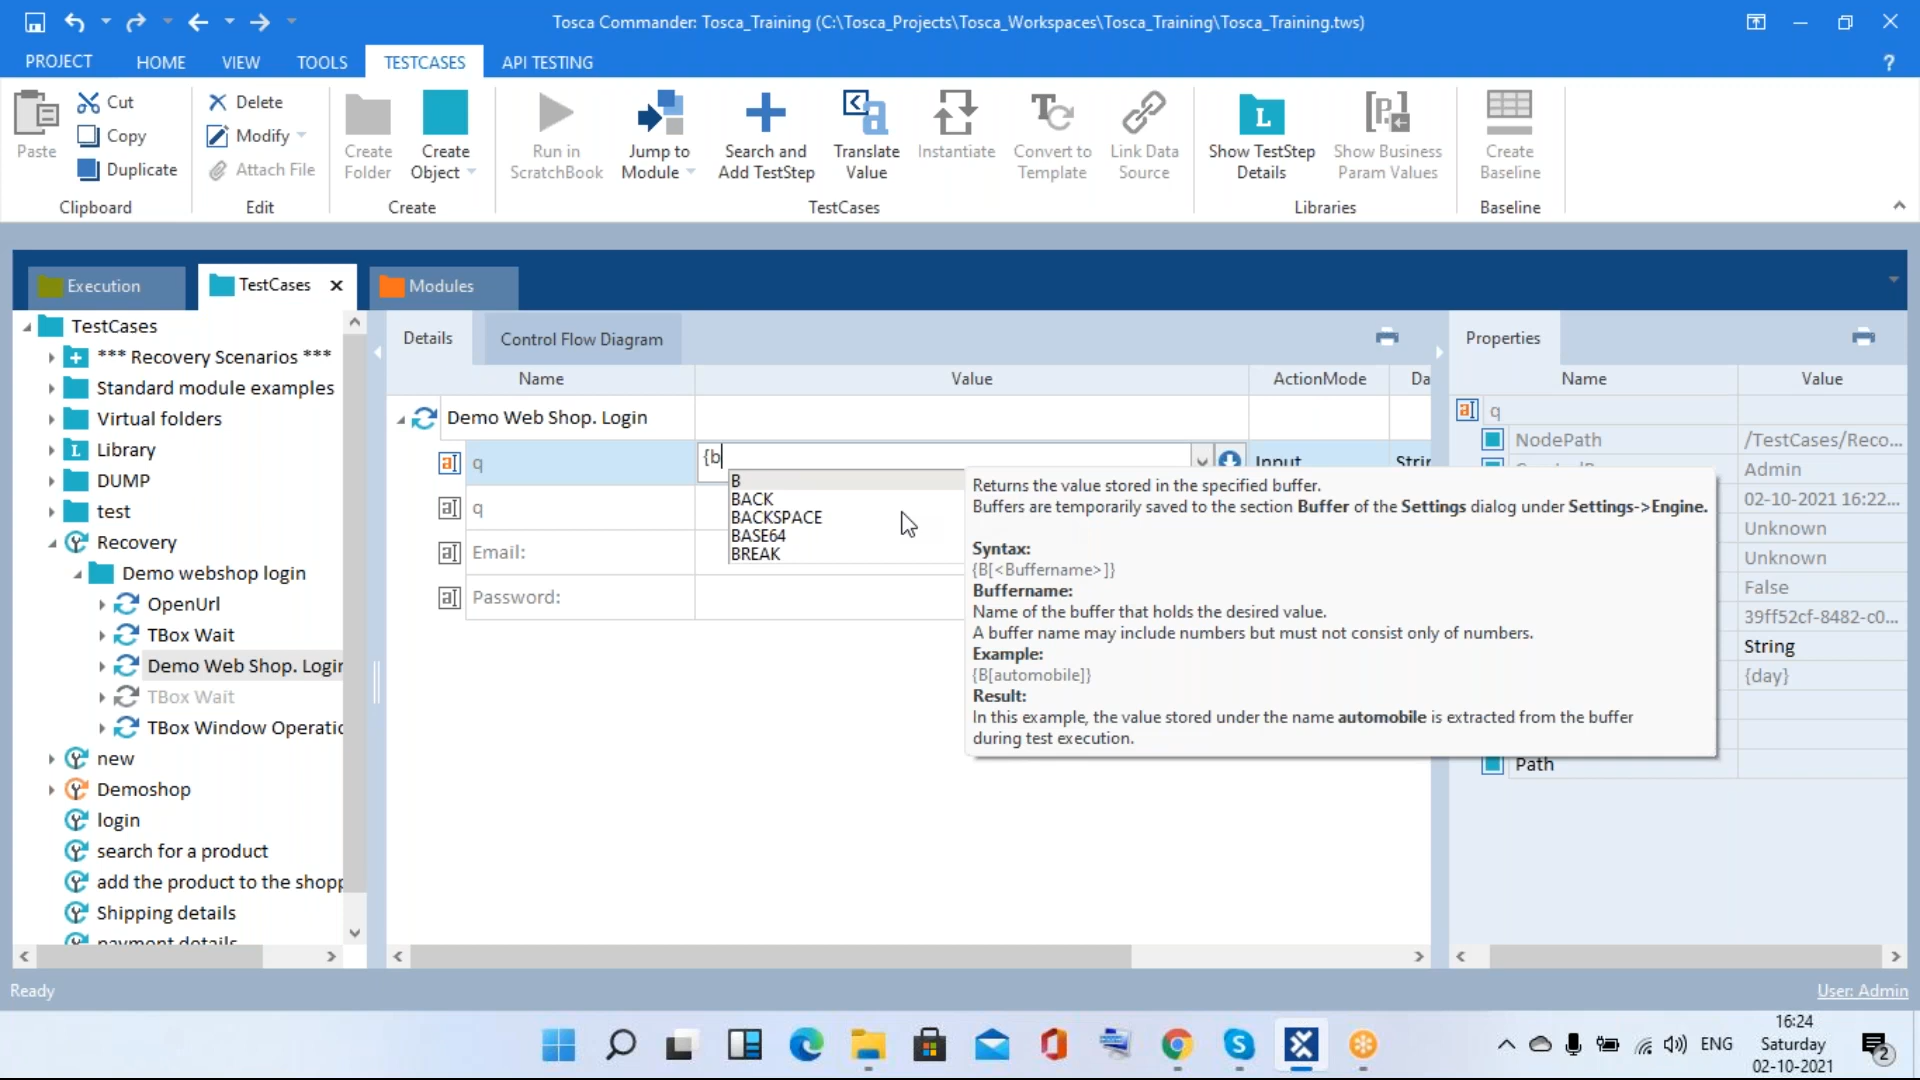 Tosca Commander: Tosca_Training (C:\Tosca_Projects\Tosca_Workspaces\Tosca_Training\Tosca_Training.tws)
PROJECT HOME VIEW TOOLS TESTCASES API TESTING ?
Paste
Cut
Copy
Duplicate
Clipboard
Delete
Modify
Attach File
Edit
Create Folder
Create Object
Create
Run in ScratchBook
Jump to Module
Search and Add TestStep
Translate Value
Instantiate
Convert to Template
Link Data Source
TestCases
Show TestStep Details
Show Business Param Values
Libraries
Create Baseline
Baseline
Execution TestCases Modules
TestCases
*** Recovery Scenarios ***
Standard module examples
Virtual folders
Library
DUMP
test
Recovery
Demo webshop login
OpenUrl
TBox Wait
Demo Web Shop. Login
TBox Wait
TBox Window Operatio
new
Demoshop
login
search for a product
add the product to the shopp
Shipping details
payment details
Details Control Flow Diagram
Name Value ActionMode Da
Demo Web Shop. Login
q {b Input Strin
q
Email:
Password:
B
BACK
BACKSPACE
BASE64
BREAK
Returns the value stored in the specified buffer.
Buffers are temporarily saved to the section Buffer of the Settings dialog under Settings->Engine.
Syntax:
{B[<Buffername>]}
Buffername:
Name of the buffer that holds the desired value.
A buffer name may include numbers but must not consist only of numbers.
Example:
{B[automobile]}
Result:
In this example, the value stored under the name automobile is extracted from the buffer
during test execution.
Properties
Name Value
q
NodePath /TestCases/Reco...
Admin
02-10-2021 16:22...
Unknown
Unknown
False
39ff52cf-8482-c0...
String
{day}
Path
Ready
User: Admin
ENG
16:24
Saturday
02-10-2021
2